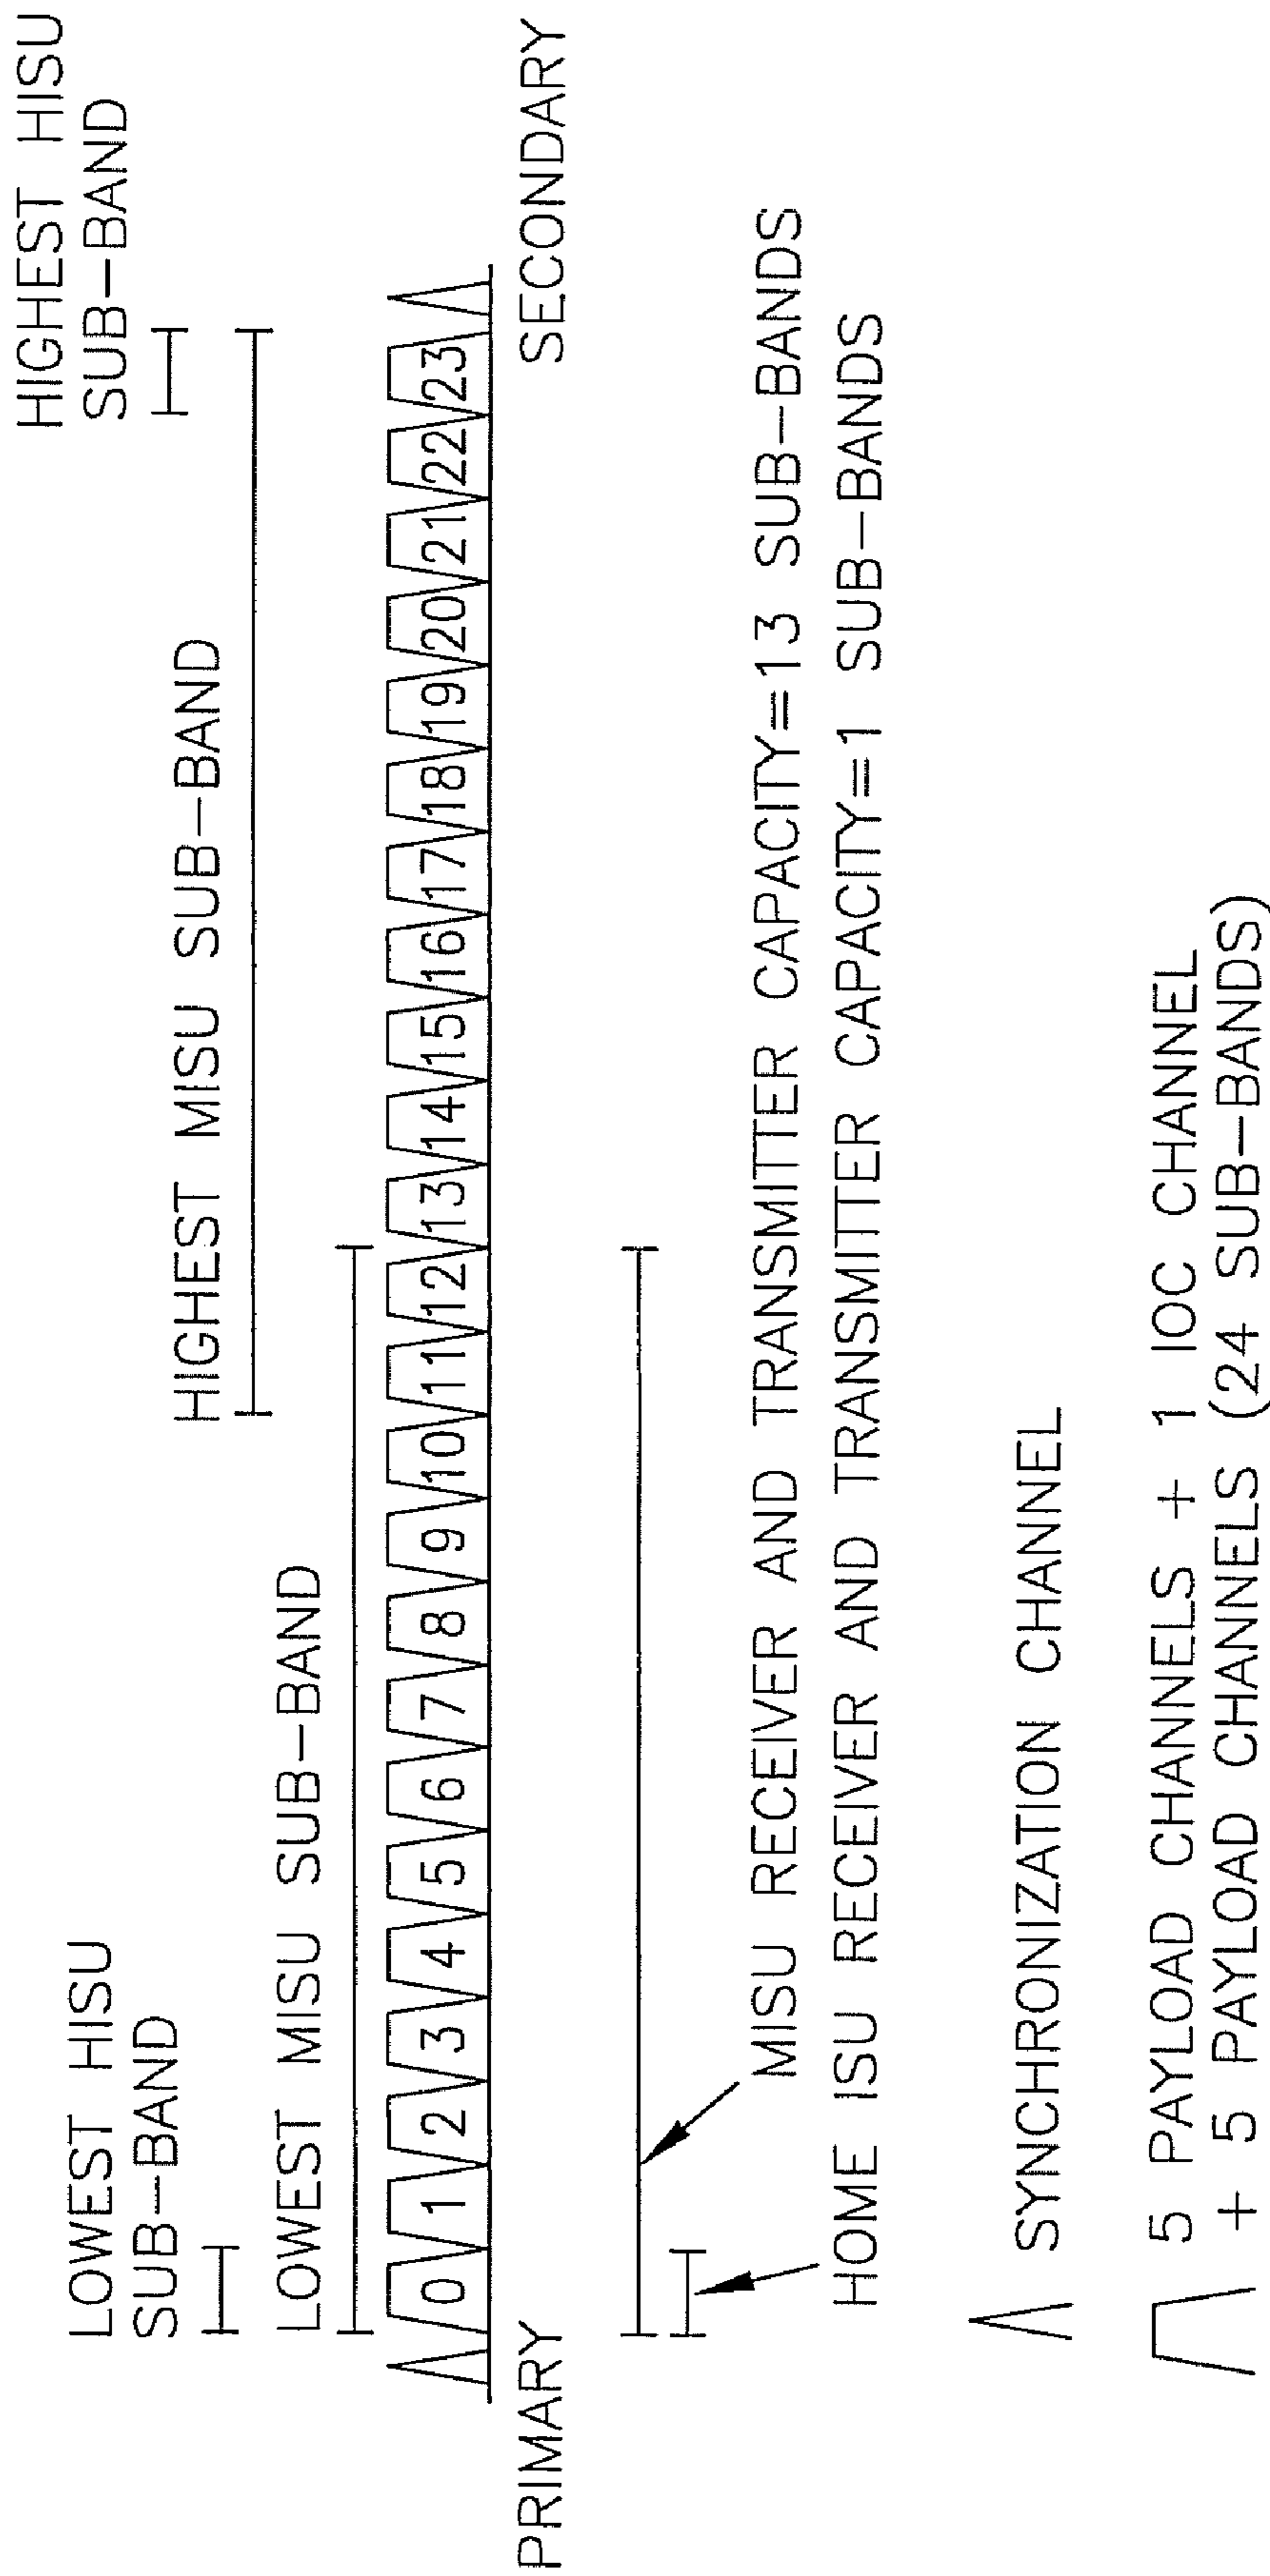 HIGHEST HISU
SUB-BAND
HIGHEST MISU SUB-BAND
LOWEST HISU
SUB-BAND
LOWEST MISU SUB-BAND
0 1 2 3 4 5 6 7 8 9 10 11 12 13 14 15 16 17 18 19 20 21 22 23
PRIMARY
SECONDARY
MISU RECEIVER AND TRANSMITTER CAPACITY=13 SUB-BANDS
HOME ISU RECEIVER AND TRANSMITTER CAPACITY=1 SUB-BANDS
SYNCHRONIZATION CHANNEL
5 PAYLOAD CHANNELS + 1 IOC CHANNEL
+ 5 PAYLOAD CHANNELS (24 SUB-BANDS)